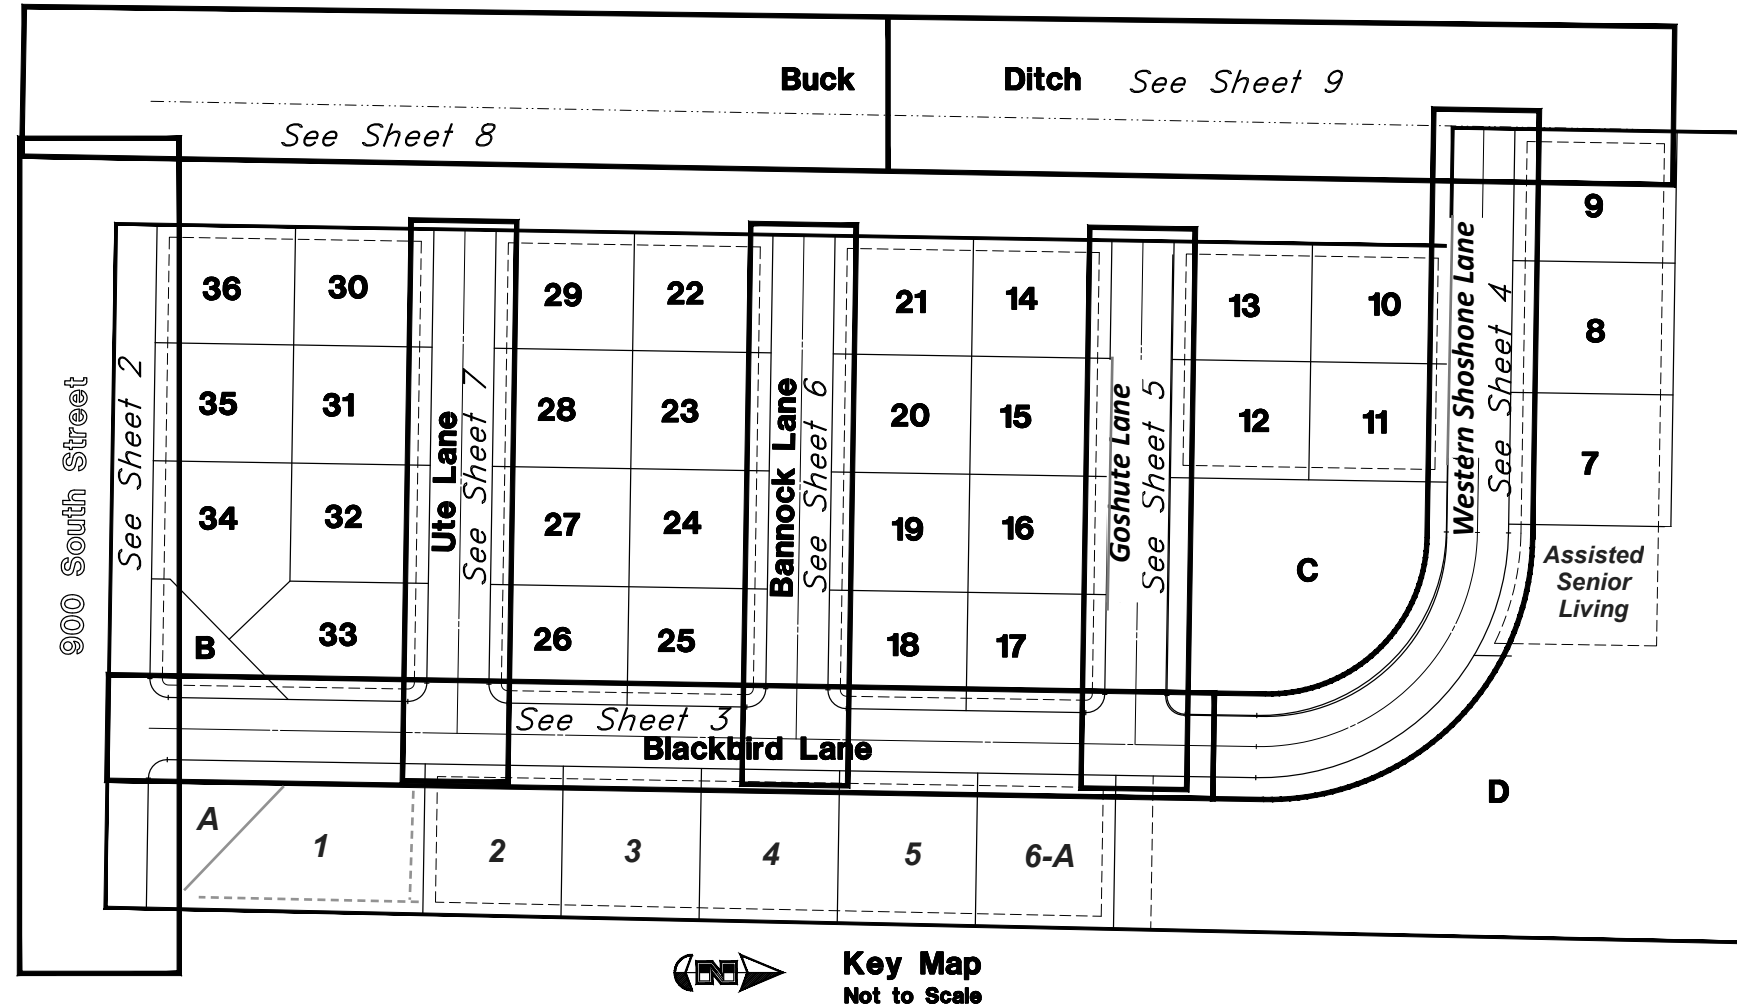 Buck Ditch See Sheet 9
See Sheet 8
9
36 30 29 22 21 14 13 10
8
35 31 28 23 20 15 12 11
7
34 32 27 24 19 16 C
33 26 25 18 17
B
900 South Street
See Sheet 2
Ute Lane
See Sheet 7
Bannock Lane
See Sheet 6
Goshute Lane
See Sheet 5
Western Shoshone Lane
See Sheet 4
Assisted
Senior
Living
See Sheet 3
Blackbird Lane
D
A 1 2 3 4 5 6-A
N
Key Map
Not to Scale